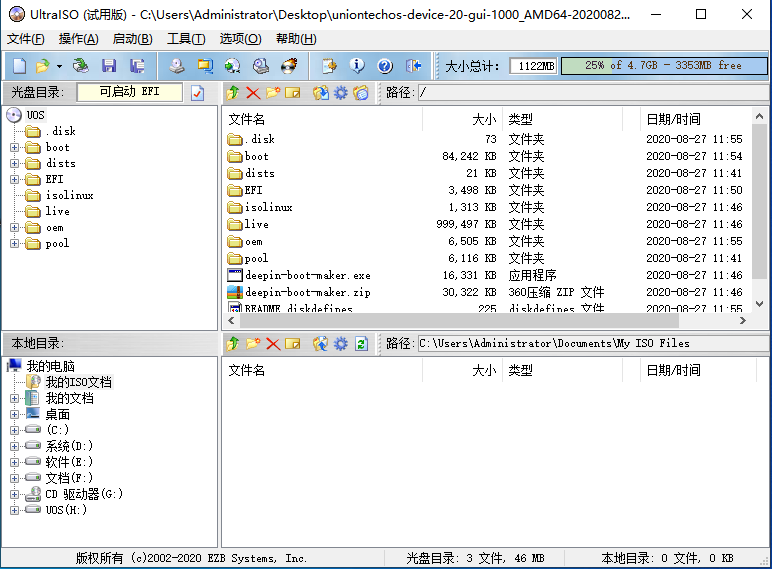 UltraISO (试用版) - C:\Users\Administrator\Desktop\uniontechos-device-20-gui-1000_AMD64-2020082...
文件(F) 操作(A) 启动(B) 工具(T) 选项(O) 帮助(H)
大小总计: 1122MB 25% of 4.7GB - 3353MB free
光盘目录: 可启动 EFI 路径: /
UOS
.disk
boot
dists
EFI
isolinux
live
oem
pool
文件名 大小 类型 日期/时间
.disk 73 文件夹 2020-08-27 11:55
boot 84,242 KB 文件夹 2020-08-27 11:54
dists 21 KB 文件夹 2020-08-27 11:41
EFI 3,498 KB 文件夹 2020-08-27 11:50
isolinux 1,313 KB 文件夹 2020-08-27 11:46
live 999,497 KB 文件夹 2020-08-27 11:46
oem 6,505 KB 文件夹 2020-08-27 11:55
pool 6,116 KB 文件夹 2020-08-27 11:41
deepin-boot-maker.exe 16,331 KB 应用程序 2020-08-27 11:46
deepin-boot-maker.zip 30,322 KB 360压缩 ZIP 文件 2020-08-27 11:46
README.diskdefines 225 diskdefines 文件 2020-08-27 11:55
本地目录: 路径: C:\Users\Administrator\Documents\My ISO Files
我的电脑
我的ISO文档
我的文档
桌面
(C:)
系统(D:)
软件(E:)
文档(F:)
CD 驱动器(G:)
UOS(H:)
文件名 大小 类型 日期/时间
版权所有 (c)2002-2020 EZB Systems, Inc. 光盘目录: 3 文件, 46 MB 本地目录: 0 文件, 0 KB